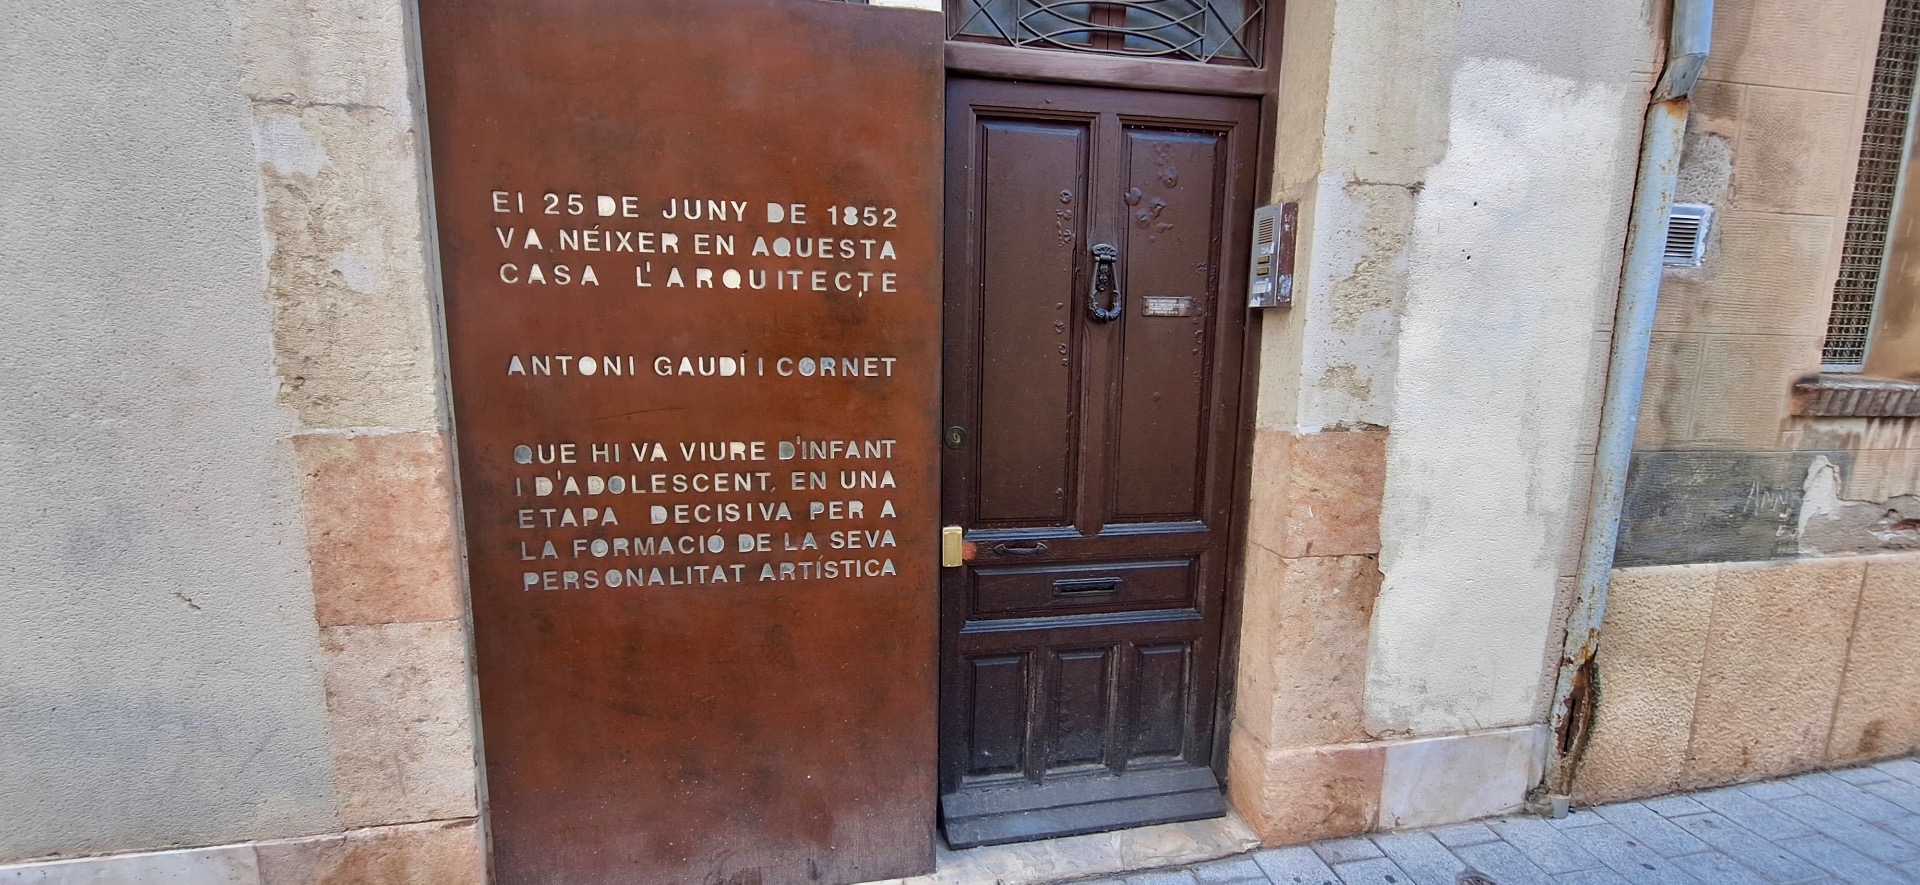 El 25 DE JUNY DE 1852
VA NÉIXER EN AQUESTA
CASA L'ARQUITECTE
ANTONI GAUDÍ I CORNET
QUE HI VA VIURE D'INFANT
I D'ADOLESCENT, EN UNA
ETAPA DECISIVA PER A
LA FORMACIÓ DE LA SEVA
PERSONALITAT ARTÍSTICA